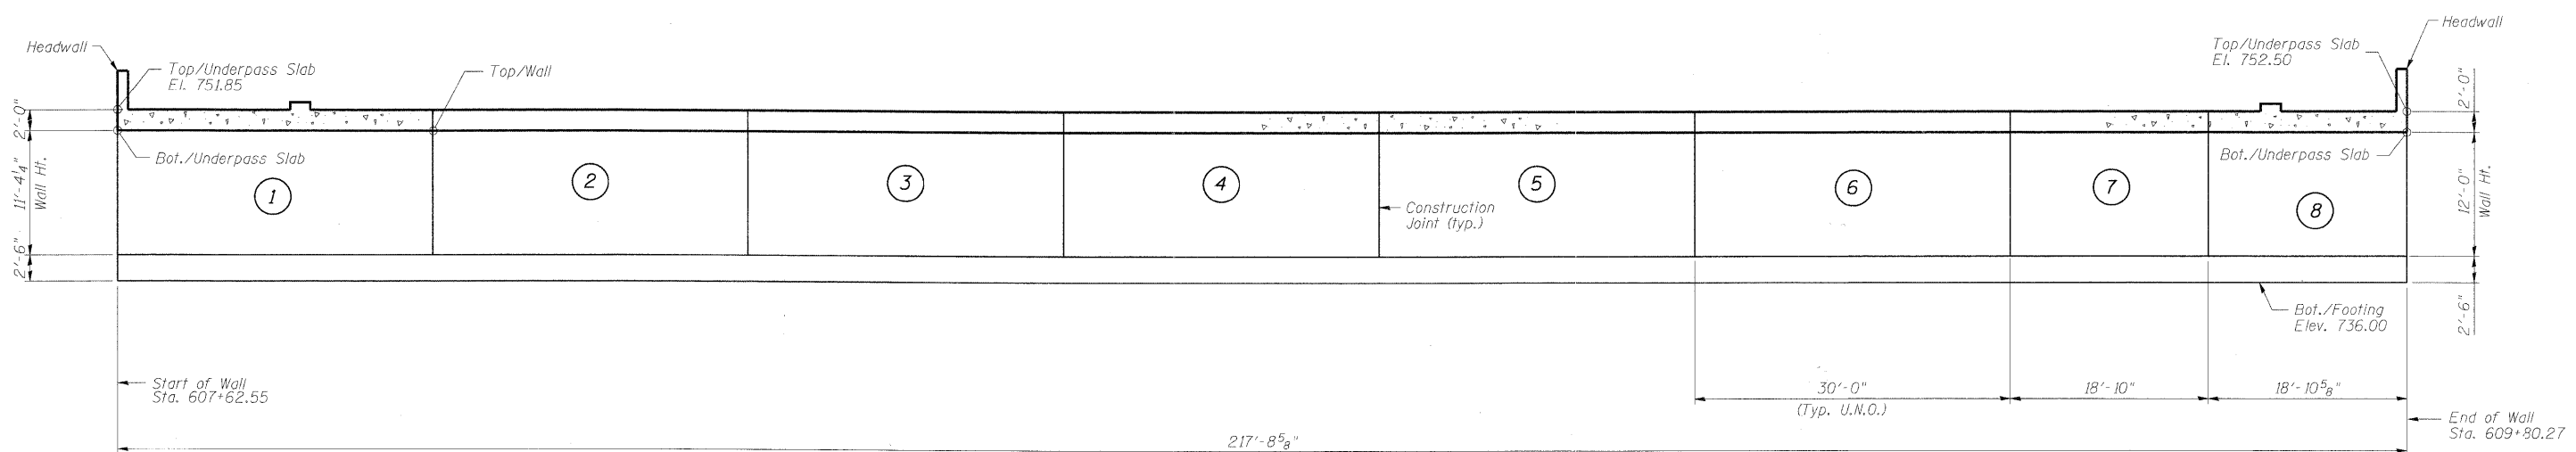 Headwall
Top/Underpass Slab
El. 751.85
Top/Wall
Top/Underpass Slab
El. 752.50
Headwall
2'-0"
11'-4¼"
Wall Ht.
2'-6"
Bot./Underpass Slab
1
2
3
4
5
6
7
8
Construction
Joint (typ.)
Bot./Underpass Slab
2'-0"
12'-0"
Wall Ht.
2'-6"
Bot./Footing
Elev. 736.00
Start of Wall
Sta. 607+62.55
30'-0"
(Typ. U.N.O.)
18'-10"
18'-10⅝"
End of Wall
Sta. 609+80.27
217'-8⅝"